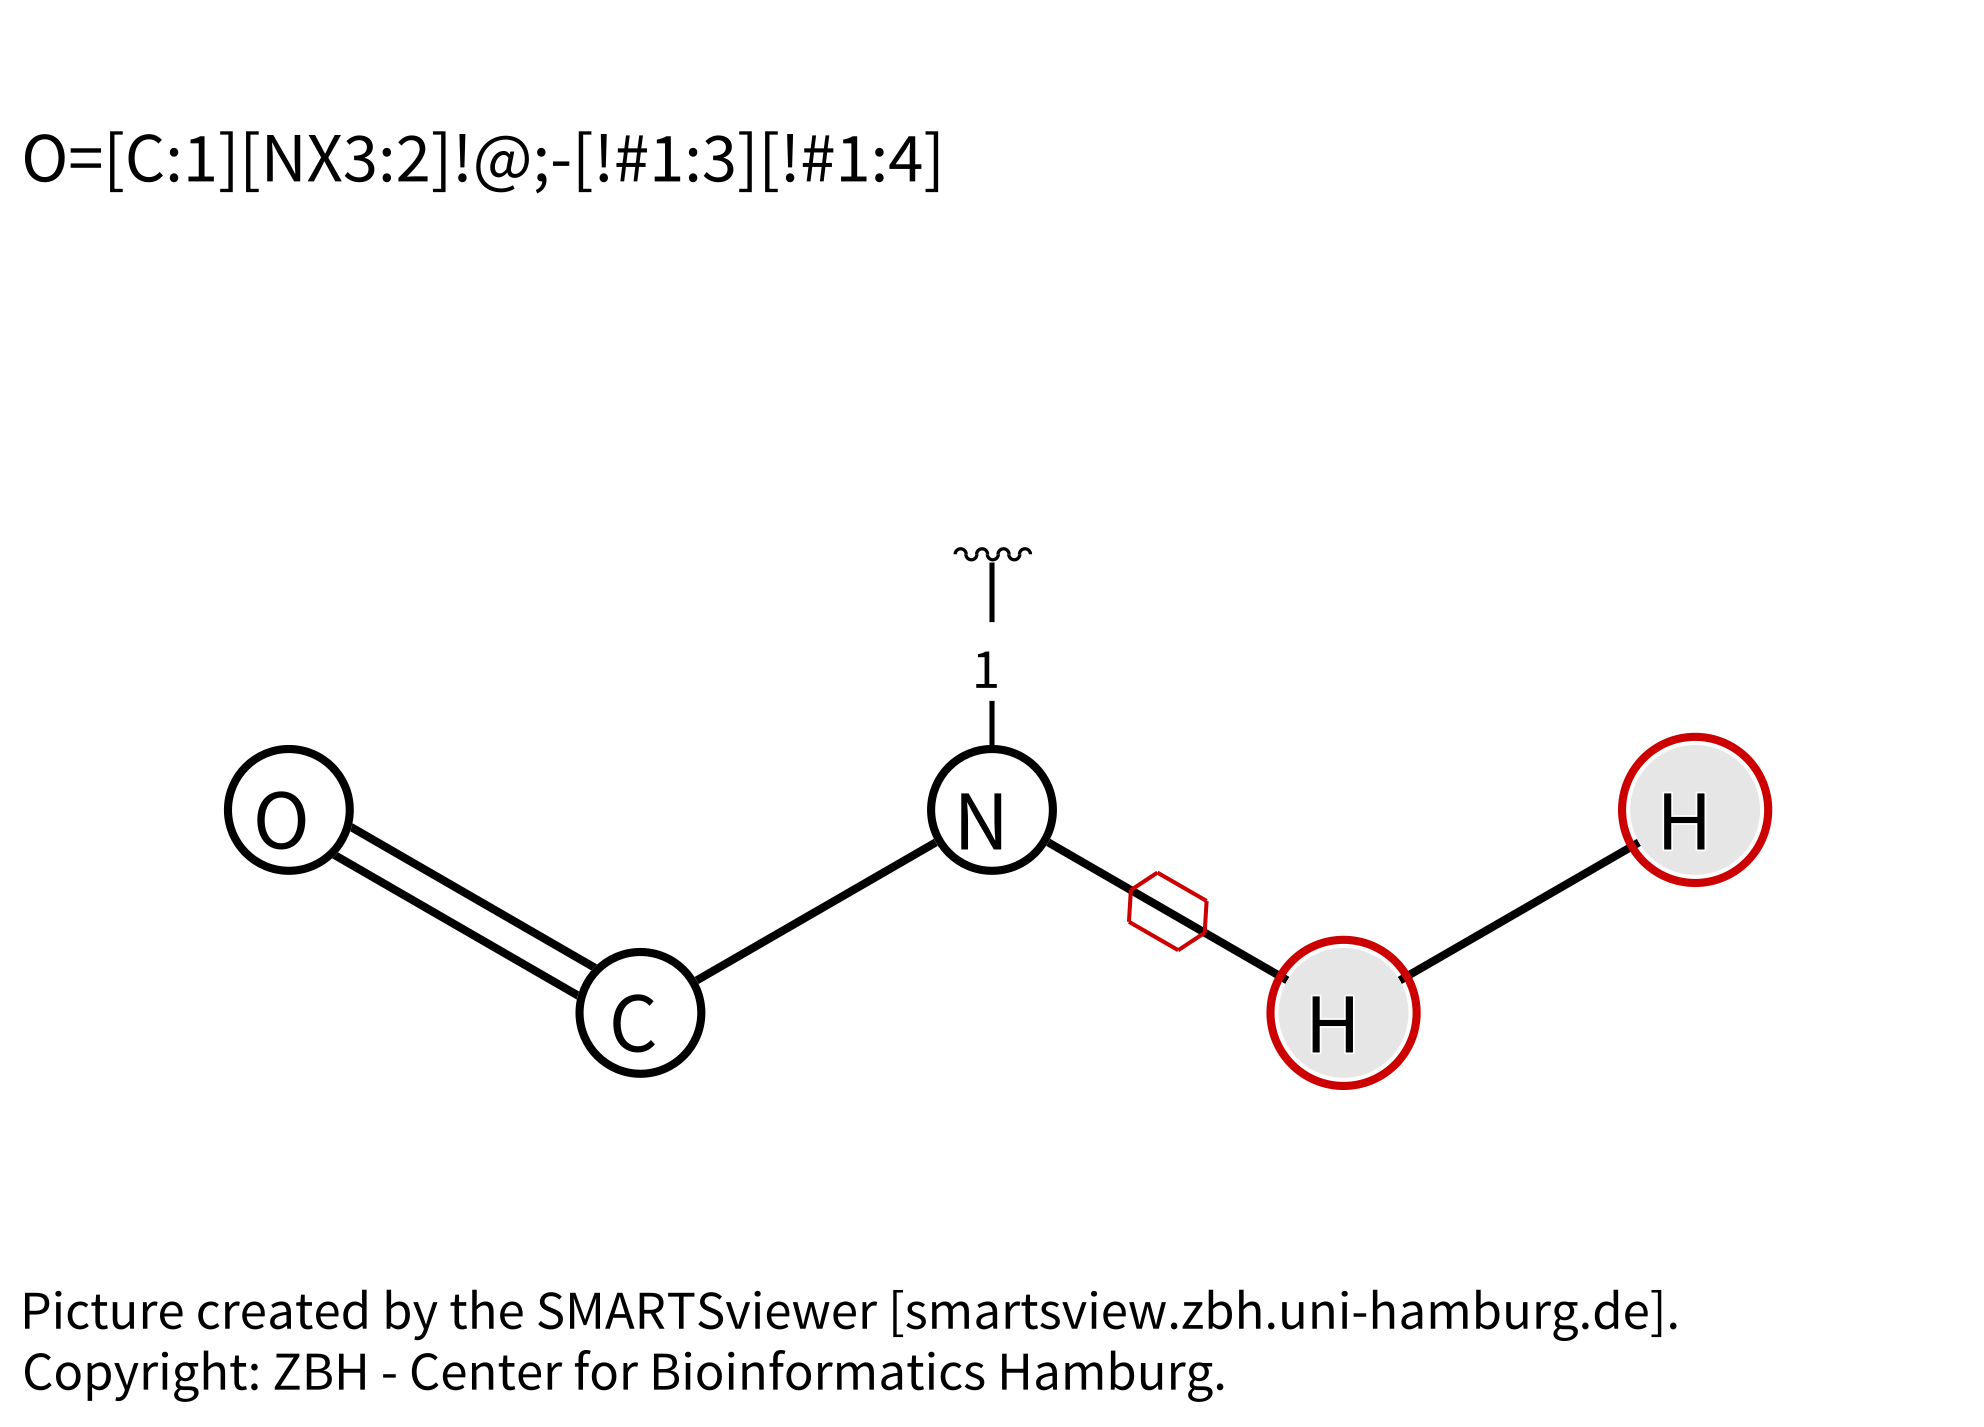 O=[C:1][NX3:2]!@;-[!#1:3][!#1:4]
1
O
N
H
C
H
Picture created by the SMARTSviewer [smartsview.zbh.uni-hamburg.de].
Copyright: ZBH - Center for Bioinformatics Hamburg.